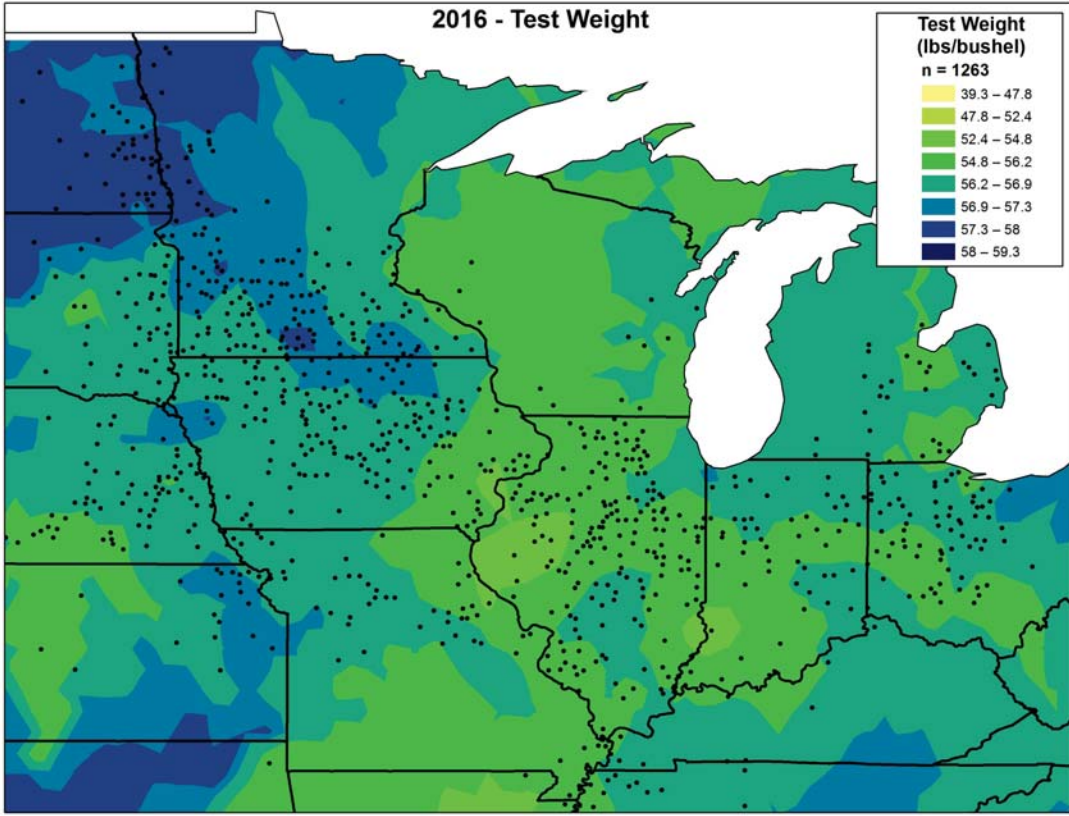 2016 - Test Weight
Test Weight
(lbs/bushel)
n = 1263
39.3 – 47.8
47.8 – 52.4
52.4 – 54.8
54.8 – 56.2
56.2 – 56.9
56.9 – 57.3
57.3 – 58
58 – 59.3